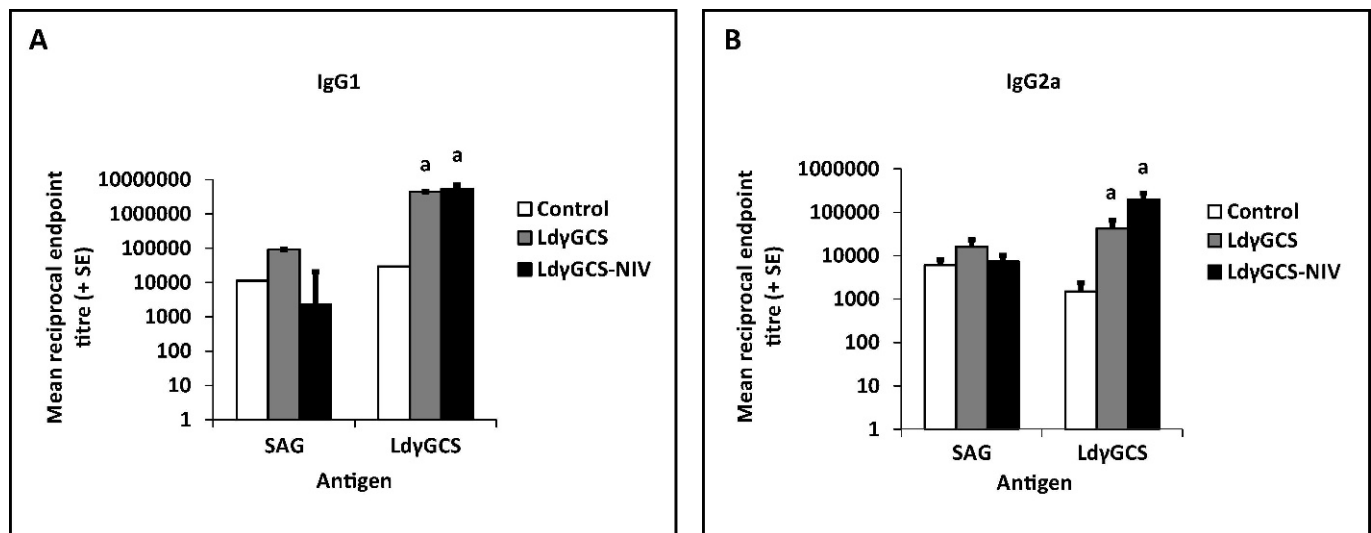 A
IgG1
Mean reciprocal endpoint
titre (+ SE)
10000000
1000000
100000
10000
1000
100
10
1
a
a
Control
LdγGCS
LdγGCS-NIV
SAG
LdγGCS
Antigen
B
IgG2a
Mean reciprocal endpoint
titre (+ SE)
1000000
100000
10000
1000
100
10
1
a
a
Control
LdγGCS
LdγGCS-NIV
SAG
LdγGCS
Antigen